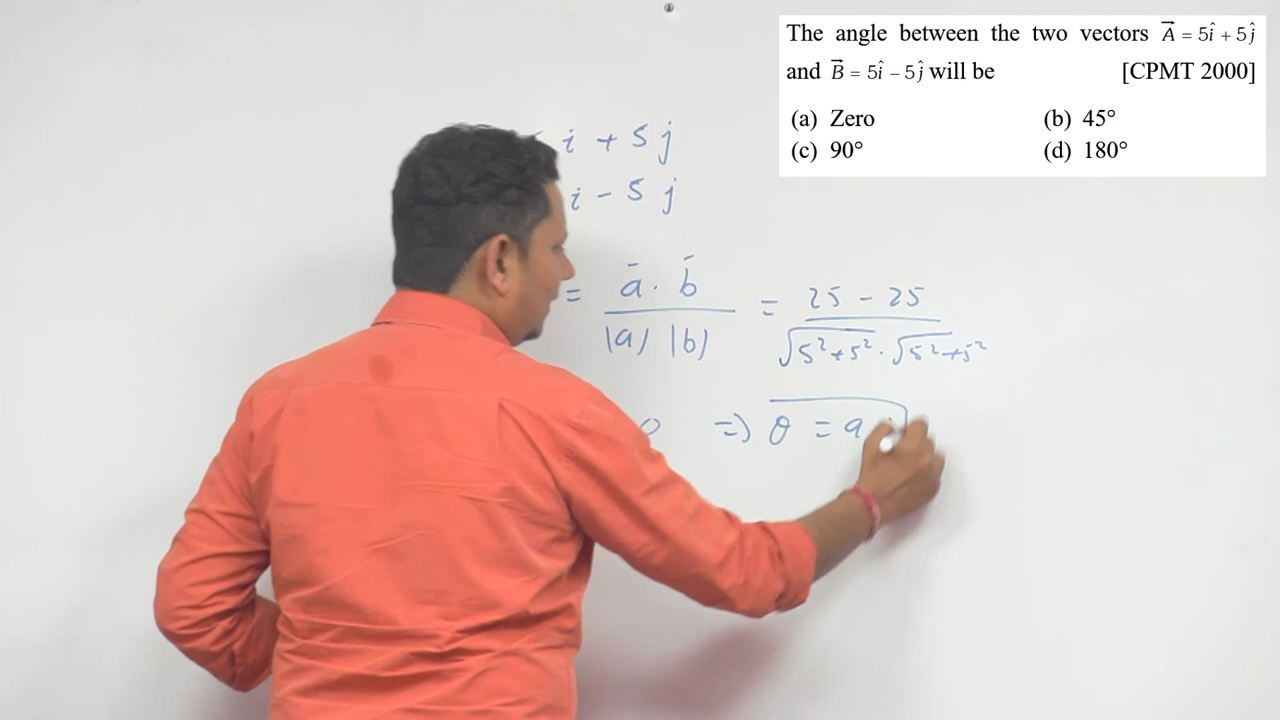 The angle between the two vectors A⃗ = 5î + 5ĵ
and B⃗ = 5î − 5ĵ will be [CPMT 2000]
(a) Zero (b) 45°
(c) 90° (d) 180°
i + 5 j
i - 5 j
= ā · b̄ / |a| |b| = 25 - 25 / √5²+5² · √5²+5²
=> θ = 9